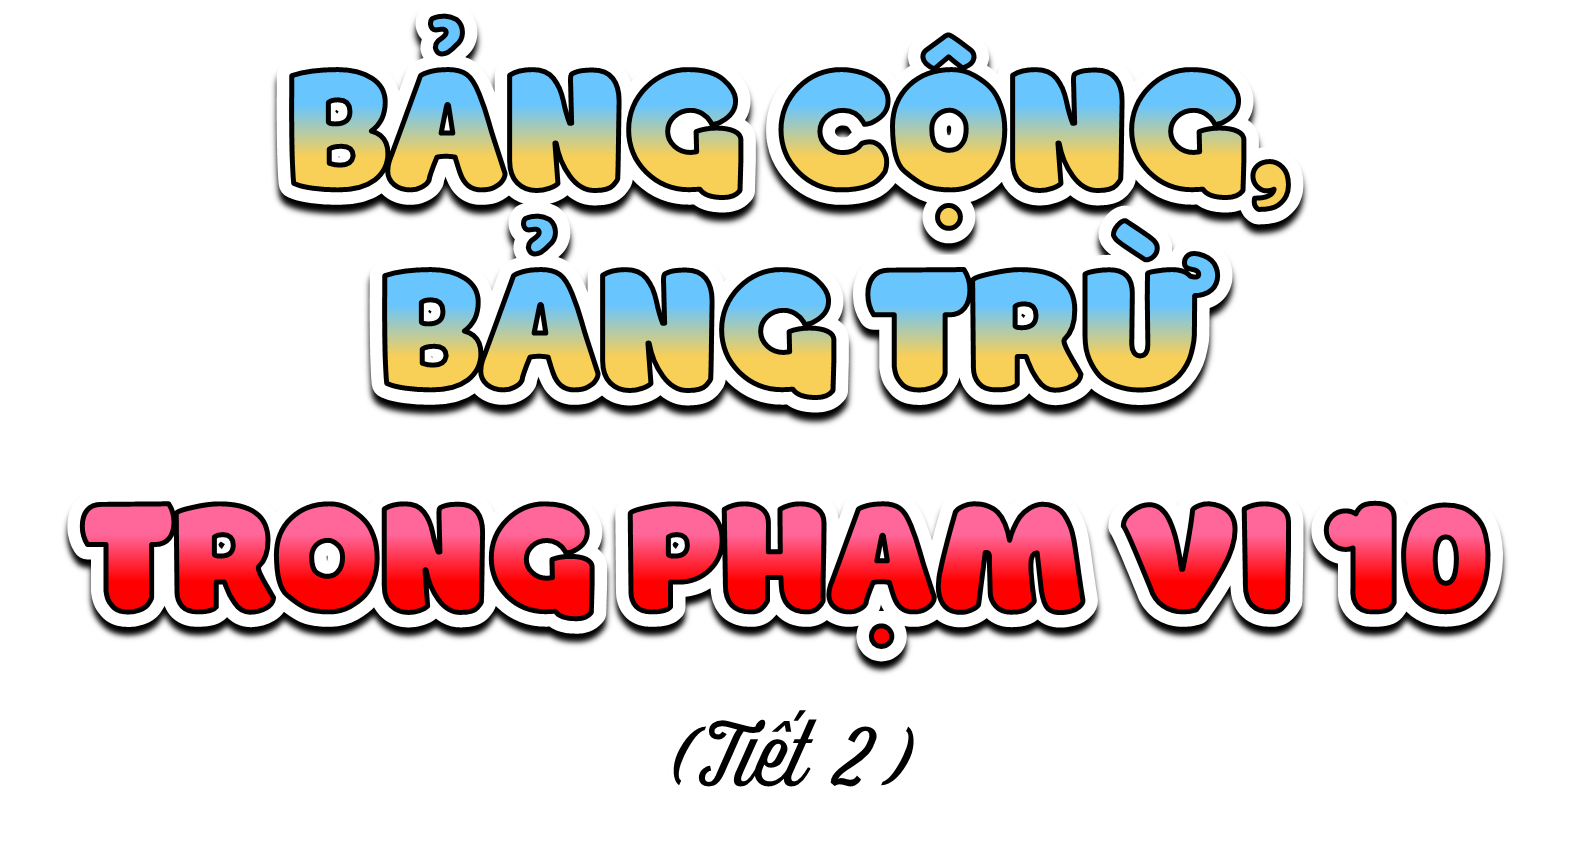 BẢNG CỘNG,
BẢNG TRỪ
TRONG PHẠM VI 10
(Tiết 2)